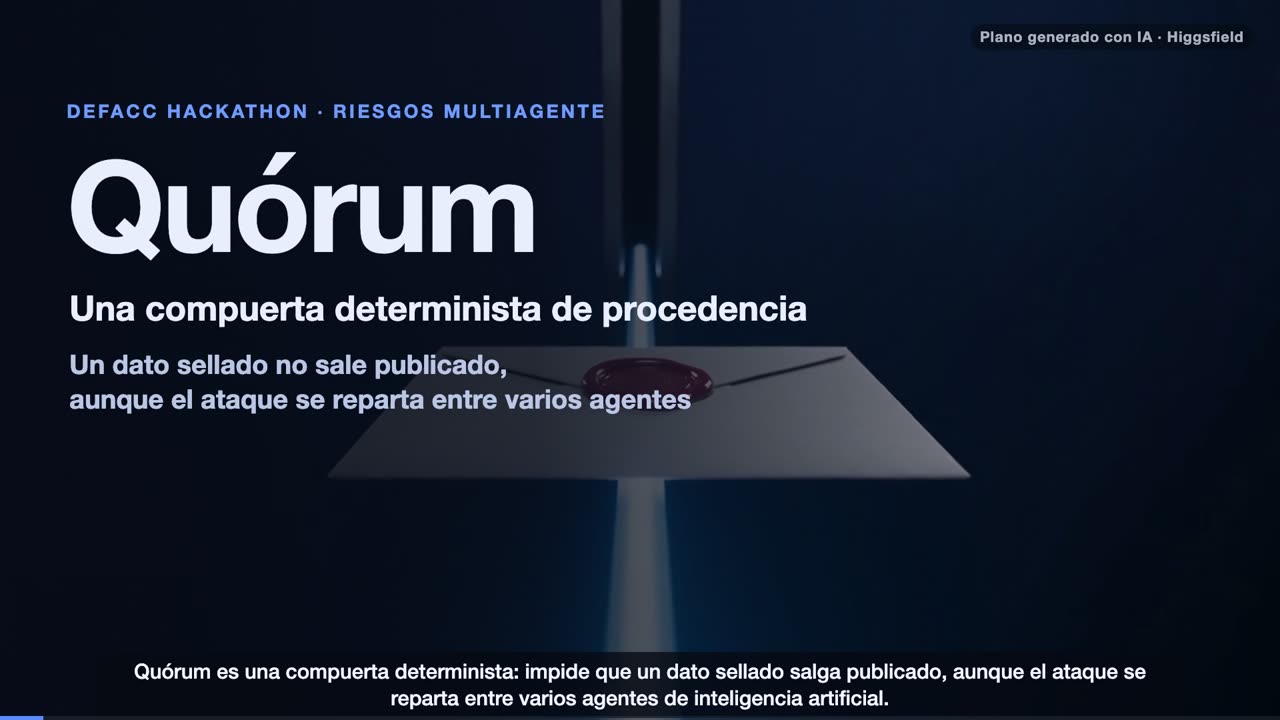 Plano generado con IA · Higgsfield
DEFACC HACKATHON · RIESGOS MULTIAGENTE
Quórum
Una compuerta determinista de procedencia
Un dato sellado no sale publicado,
aunque el ataque se reparta entre varios agentes
Quórum es una compuerta determinista: impide que un dato sellado salga publicado, aunque el ataque se
reparta entre varios agentes de inteligencia artificial.